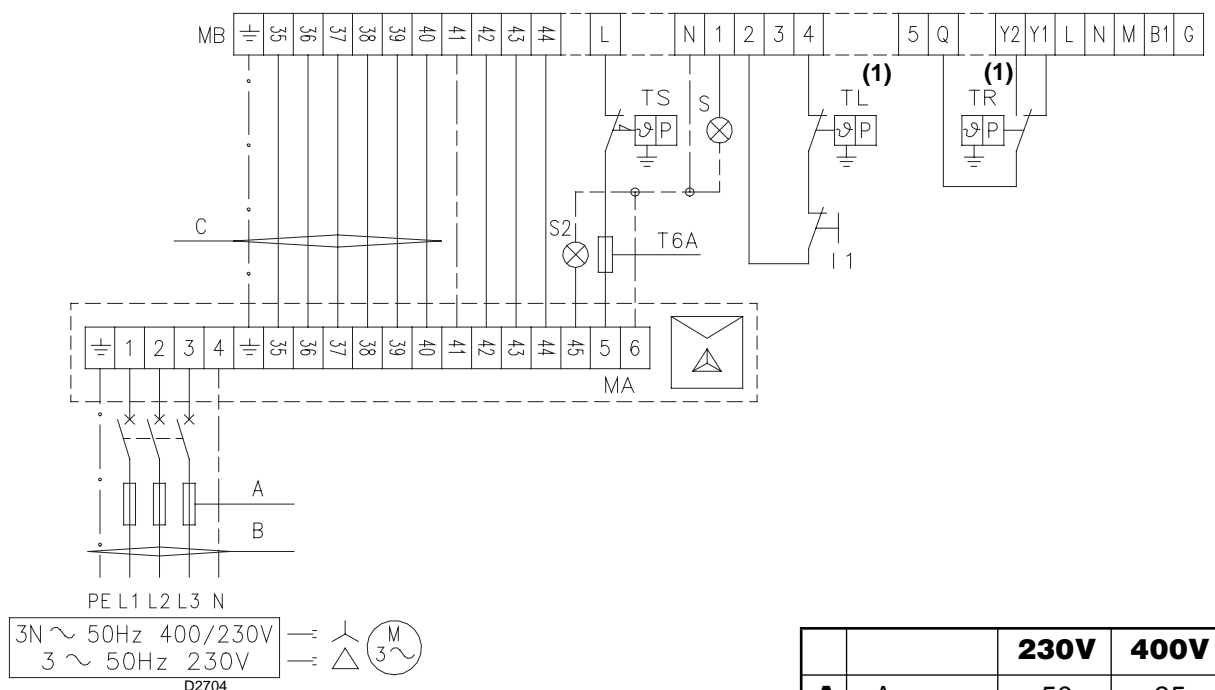 MB ⏚ 35 36 37 38 39 40 41 42 43 44 L N 1 2 3 4 5 Q Y2 Y1 L N M B1 G
(1) (1)
TS S TL TR
ϑ P ϑ P ϑ P
C
S2 T6A
I1
⏚ 1 2 3 4 ⏚ 35 36 37 38 39 40 41 42 43 44 45 5 6
MA
A
B
PE L1 L2 L3 N
3N ~ 50Hz 400/230V
3 ~ 50Hz 230V
M
3~
D2704
230V 400V